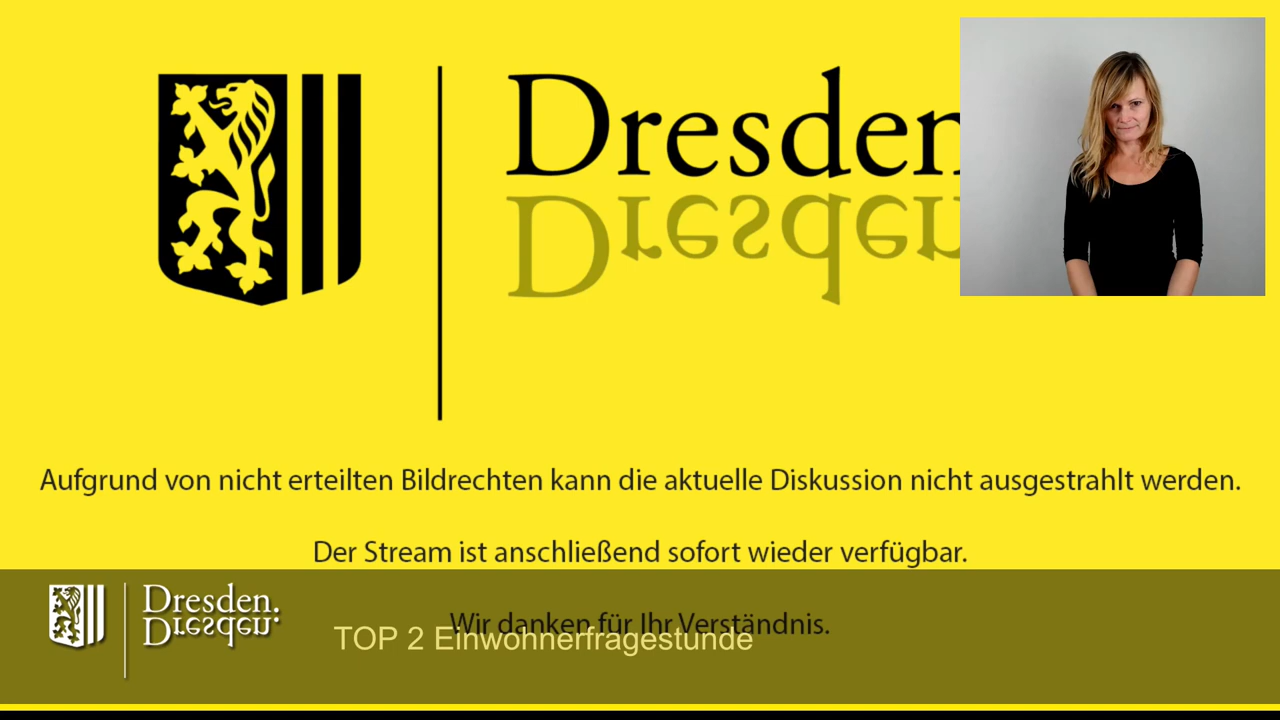 Dresden.
Aufgrund von nicht erteilten Bildrechten kann die aktuelle Diskussion nicht ausgestrahlt werden.
Der Stream ist anschließend sofort wieder verfügbar.
Wir danken für Ihr Verständnis.
Dresden.
TOP 2 Einwohnerfragestunde